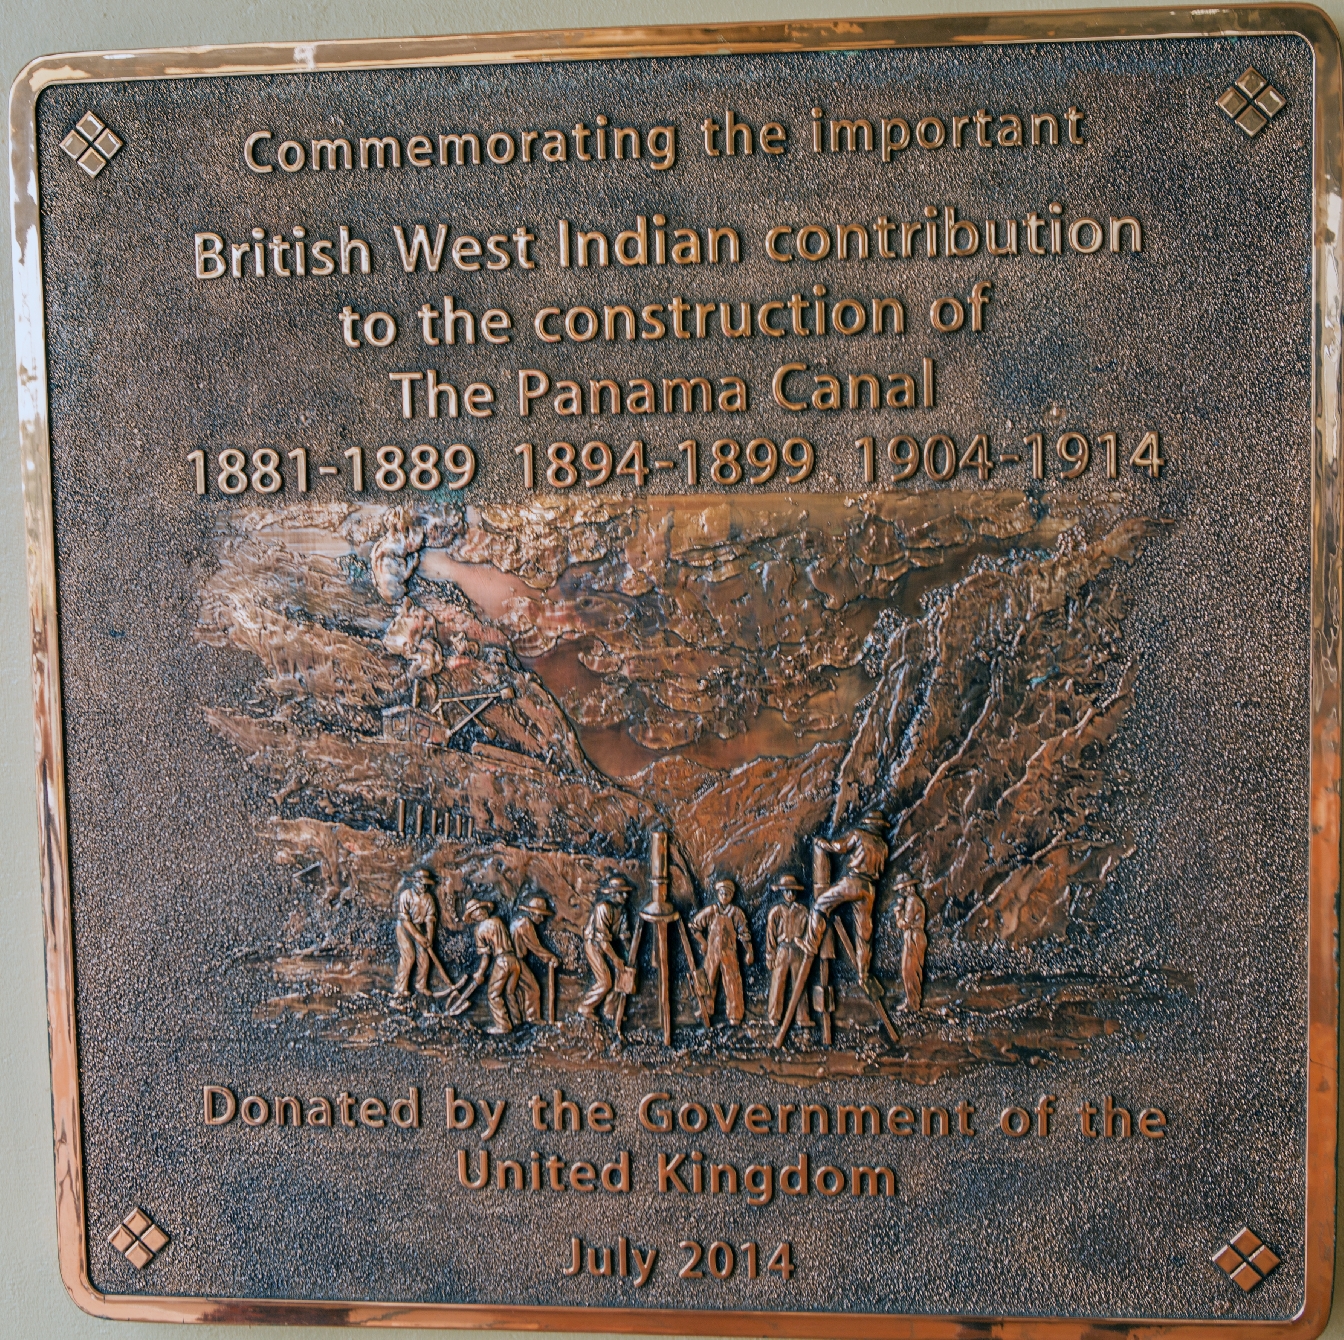 Commemorating the important
British West Indian contribution
to the construction of
The Panama Canal
1881-1889 1894-1899 1904-1914
Donated by the Government of the
United Kingdom
July 2014